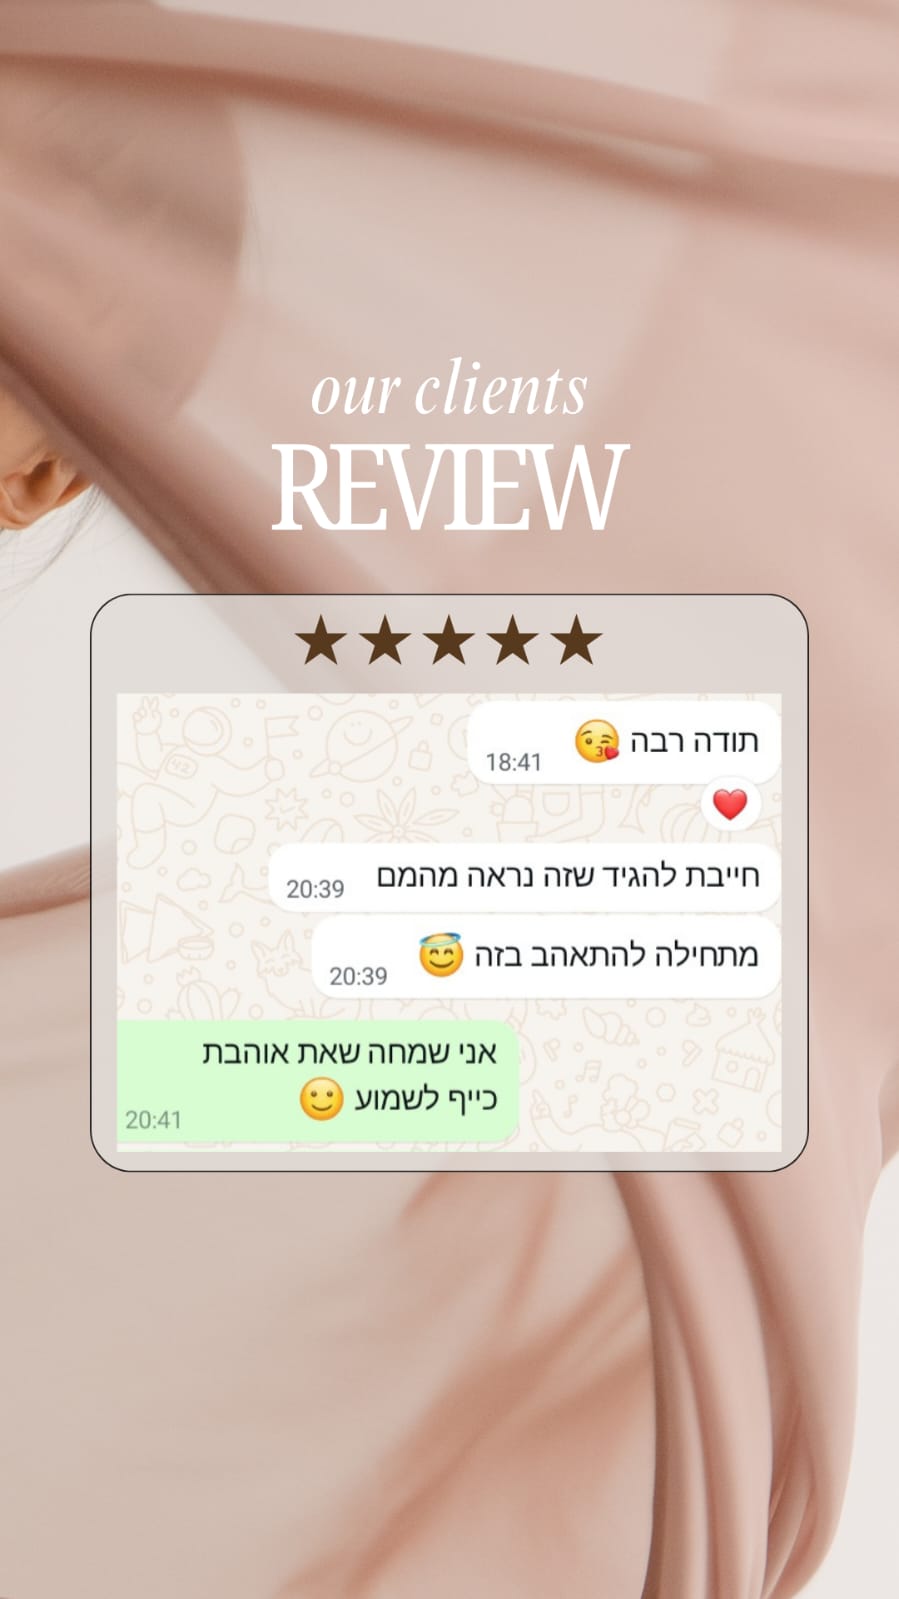 our clients
REVIEW
תודה רבה 😘
18:41
❤️
חייבת להגיד שזה נראה מהמם
20:39
מתחילה להתאהב בזה 😇
20:39
אני שמחה שאת אוהבת
כייף לשמוע 🙂
20:41